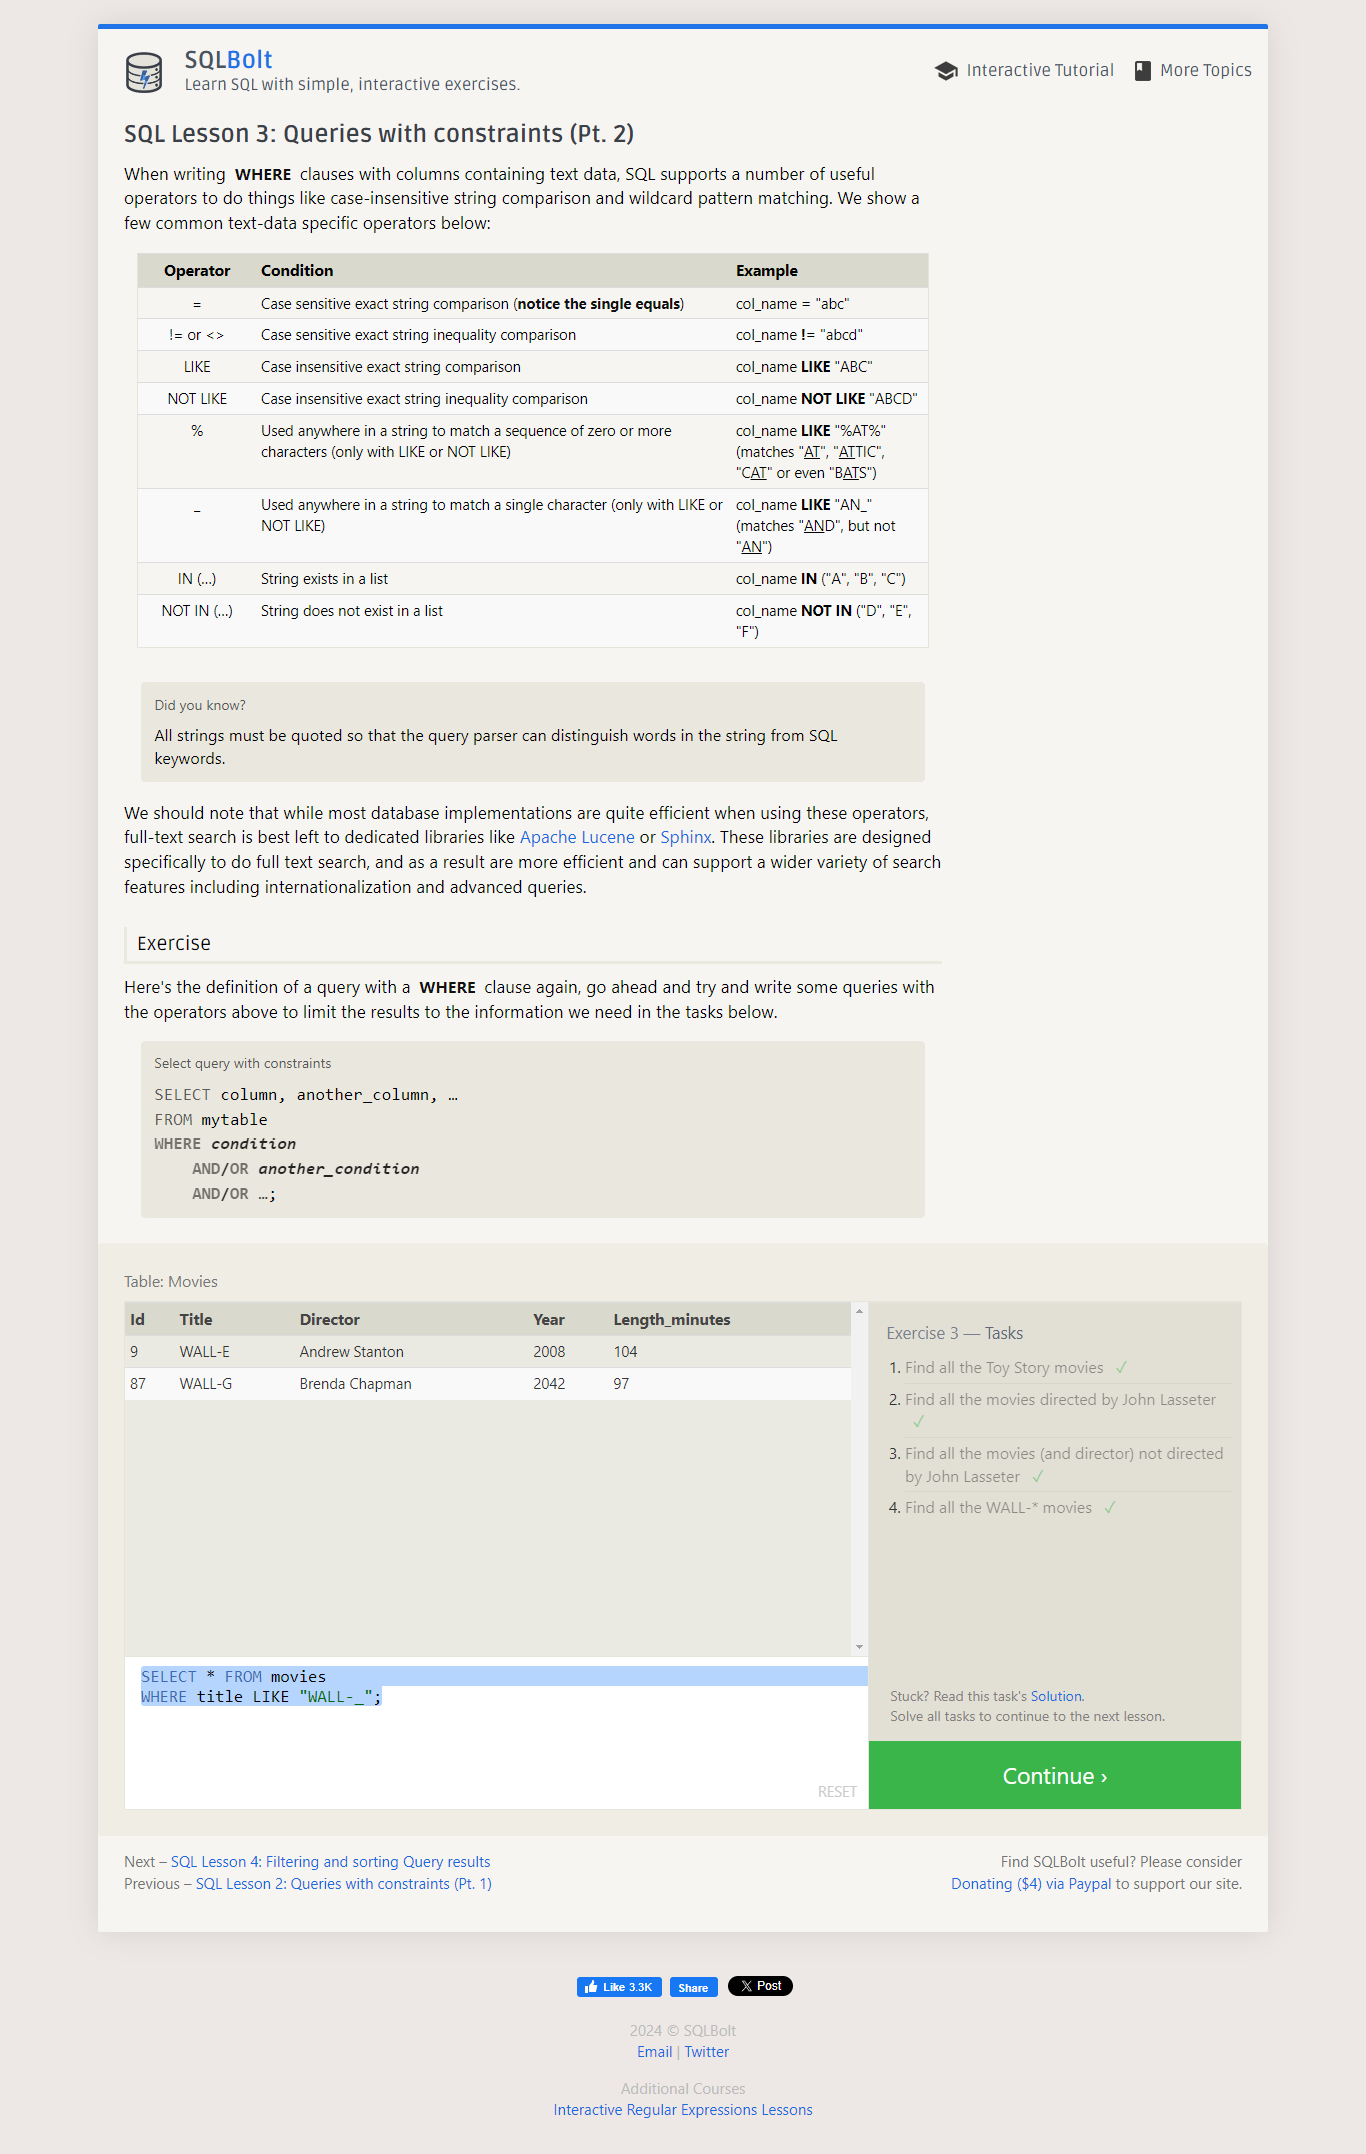 SQLBolt
Learn SQL with simple, interactive exercises.
Interactive Tutorial More Topics
SQL Lesson 3: Queries with constraints (Pt. 2)
When writing WHERE clauses with columns containing text data, SQL supports a number of useful
operators to do things like case-insensitive string comparison and wildcard pattern matching. We show a
few common text-data specific operators below:
Operator Condition Example
= Case sensitive exact string comparison (notice the single equals) col_name = "abc"
!= or <> Case sensitive exact string inequality comparison col_name != "abcd"
LIKE Case insensitive exact string comparison col_name LIKE "ABC"
NOT LIKE Case insensitive exact string inequality comparison col_name NOT LIKE "ABCD"
% Used anywhere in a string to match a sequence of zero or more col_name LIKE "%AT%"
characters (only with LIKE or NOT LIKE) (matches "AT", "ATTIC",
"CAT" or even "BATS")
_ Used anywhere in a string to match a single character (only with LIKE or col_name LIKE "AN_"
NOT LIKE) (matches "AND", but not
"AN")
IN (…) String exists in a list col_name IN ("A", "B", "C")
NOT IN (…) String does not exist in a list col_name NOT IN ("D", "E",
"F")
Did you know?
All strings must be quoted so that the query parser can distinguish words in the string from SQL
keywords.
We should note that while most database implementations are quite efficient when using these operators,
full-text search is best left to dedicated libraries like Apache Lucene or Sphinx. These libraries are designed
specifically to do full text search, and as a result are more efficient and can support a wider variety of search
features including internationalization and advanced queries.
Exercise
Here's the definition of a query with a WHERE clause again, go ahead and try and write some queries with
the operators above to limit the results to the information we need in the tasks below.
Select query with constraints
SELECT column, another_column, …
FROM mytable
WHERE condition
AND/OR another_condition
AND/OR …;
Table: Movies
Id Title Director Year Length_minutes
9 WALL-E Andrew Stanton 2008 104
87 WALL-G Brenda Chapman 2042 97
SELECT * FROM movies
WHERE title LIKE "WALL-_";
RESET
Exercise 3 — Tasks
1. Find all the Toy Story movies ✓
2. Find all the movies directed by John Lasseter
✓
3. Find all the movies (and director) not directed
by John Lasseter ✓
4. Find all the WALL-* movies ✓
Stuck? Read this task's Solution.
Solve all tasks to continue to the next lesson.
Continue ›
Next – SQL Lesson 4: Filtering and sorting Query results
Previous – SQL Lesson 2: Queries with constraints (Pt. 1)
Find SQLBolt useful? Please consider
Donating ($4) via Paypal to support our site.
Like 3.3K Share X Post
2024 © SQLBolt
Email | Twitter
Additional Courses
Interactive Regular Expressions Lessons